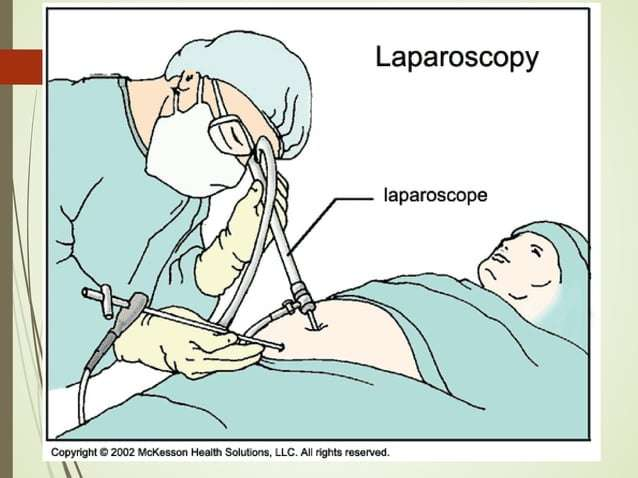 Laparoscopy
laparoscope
Copyright © 2002 McKesson Health Solutions, LLC. All rights reserved.